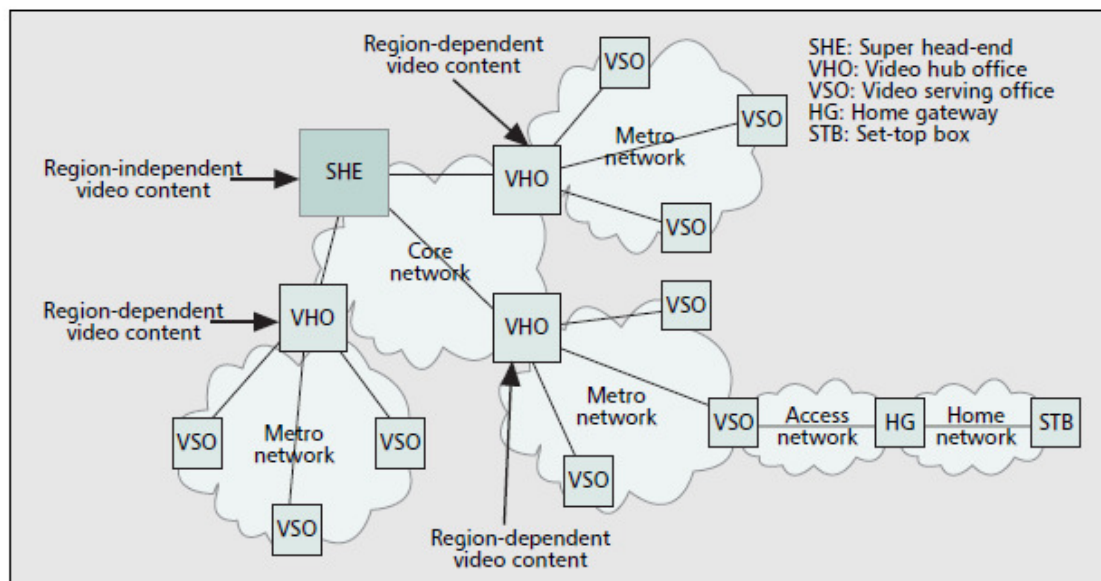 Region-dependent
video content
VSO
SHE: Super head-end
VHO: Video hub office
VSO: Video serving office
HG: Home gateway
STB: Set-top box
VSO
Metro
network
Region-independent
video content
SHE
VHO
VSO
Core
network
Region-dependent
video content
VHO
VHO
VSO
Metro
network
VSO
Access
network
HG
Home
network
STB
VSO
Metro
network
VSO
VSO
VSO
Region-dependent
video content